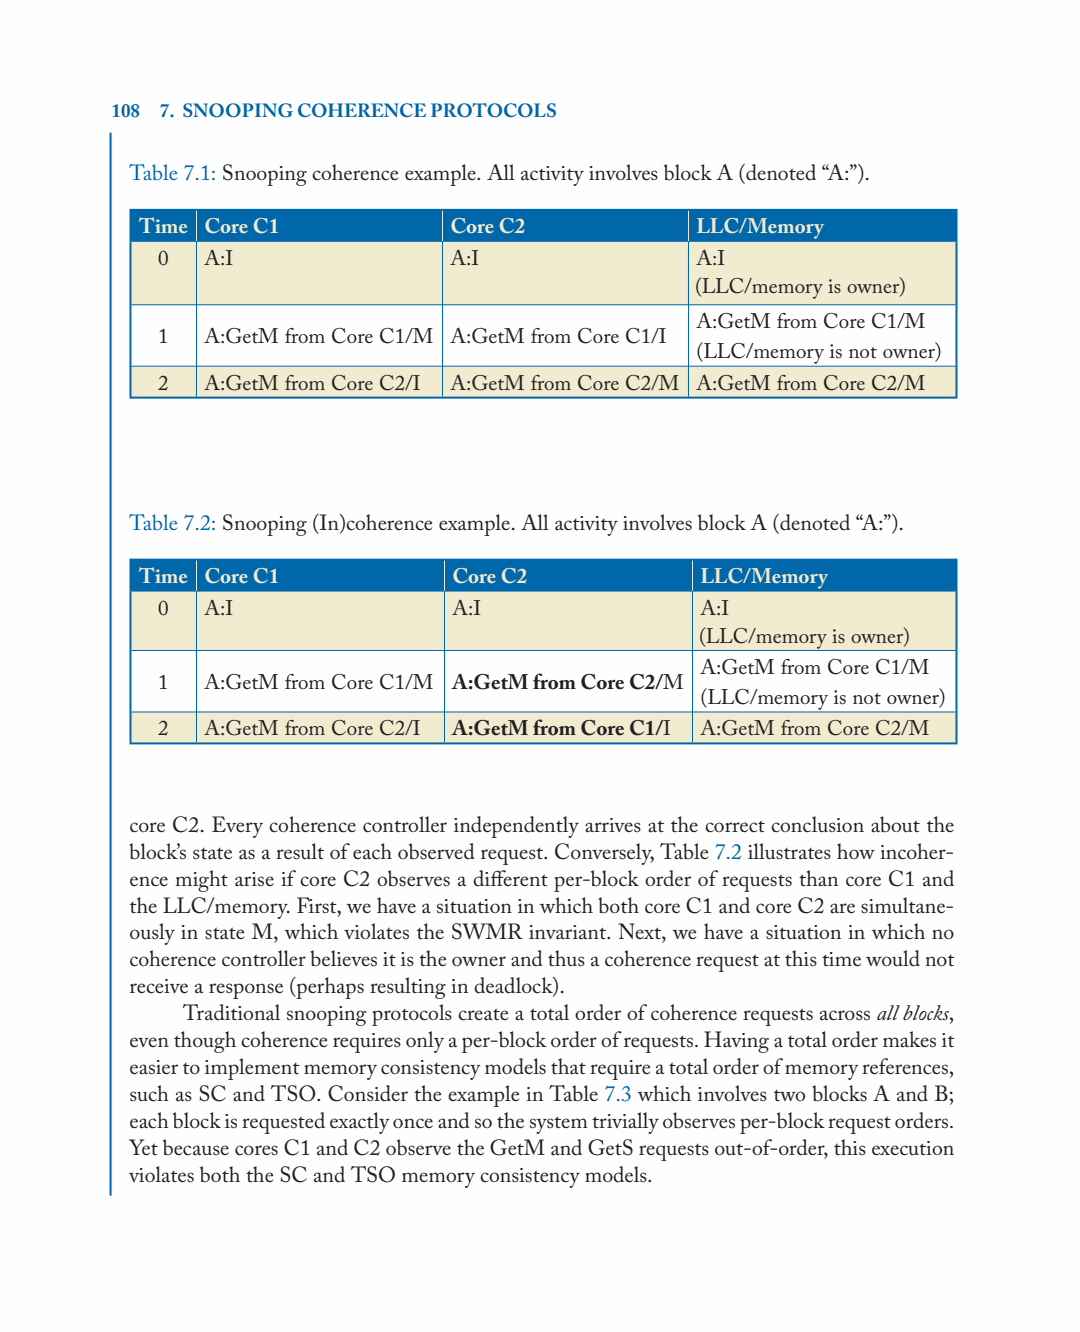 108 7. SNOOPING COHERENCE PROTOCOLS
Table 7.1: Snooping coherence example. All activity involves block A (denoted “A:”).
Time Core C1 Core C2 LLC/Memory
0 A:I A:I A:I
(LLC/memory is owner)
1 A:GetM from Core C1/M A:GetM from Core C1/I A:GetM from Core C1/M
(LLC/memory is not owner)
2 A:GetM from Core C2/I A:GetM from Core C2/M A:GetM from Core C2/M
Table 7.2: Snooping (In)coherence example. All activity involves block A (denoted “A:”).
Time Core C1 Core C2 LLC/Memory
0 A:I A:I A:I
(LLC/memory is owner)
1 A:GetM from Core C1/M A:GetM from Core C2/M A:GetM from Core C1/M
(LLC/memory is not owner)
2 A:GetM from Core C2/I A:GetM from Core C1/I A:GetM from Core C2/M
core C2. Every coherence controller independently arrives at the correct conclusion about the
block’s state as a result of each observed request. Conversely, Table 7.2 illustrates how incoher-
ence might arise if core C2 observes a different per-block order of requests than core C1 and
the LLC/memory. First, we have a situation in which both core C1 and core C2 are simultane-
ously in state M, which violates the SWMR invariant. Next, we have a situation in which no
coherence controller believes it is the owner and thus a coherence request at this time would not
receive a response (perhaps resulting in deadlock).
Traditional snooping protocols create a total order of coherence requests across all blocks,
even though coherence requires only a per-block order of requests. Having a total order makes it
easier to implement memory consistency models that require a total order of memory references,
such as SC and TSO. Consider the example in Table 7.3 which involves two blocks A and B;
each block is requested exactly once and so the system trivially observes per-block request orders.
Yet because cores C1 and C2 observe the GetM and GetS requests out-of-order, this execution
violates both the SC and TSO memory consistency models.